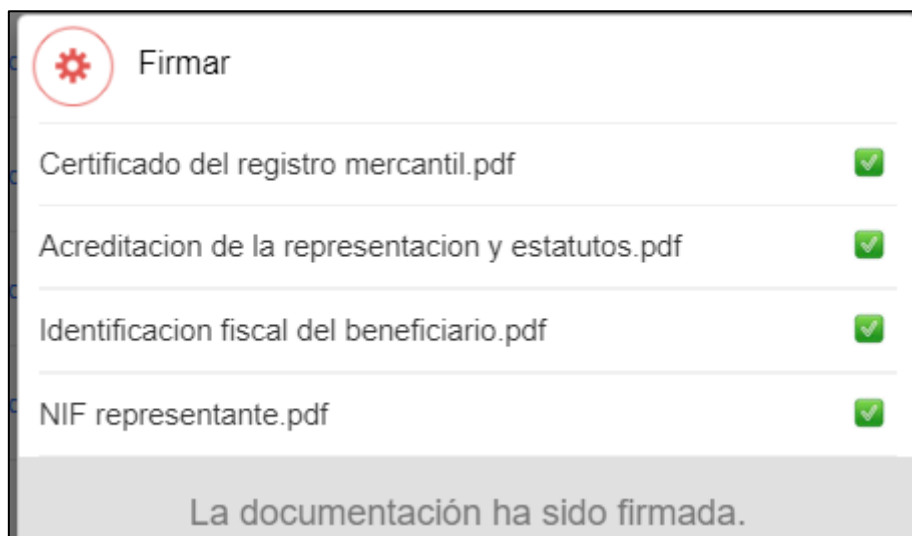 Firmar
Certificado del registro mercantil.pdf
Acreditacion de la representacion y estatutos.pdf
Identificacion fiscal del beneficiario.pdf
NIF representante.pdf
La documentación ha sido firmada.